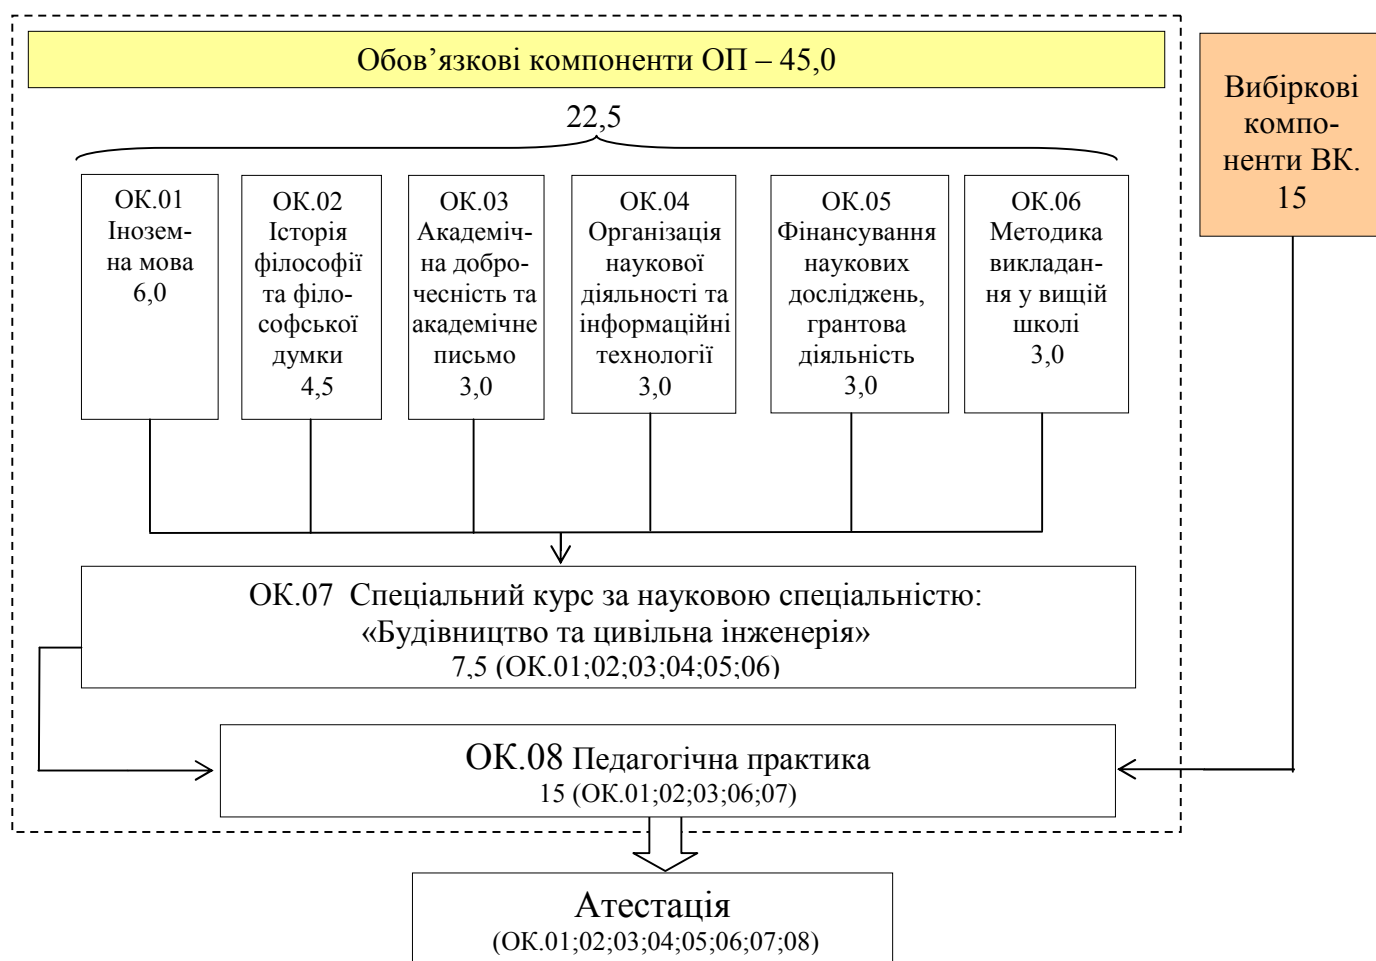 Обов’язкові компоненти ОП – 45,0
22,5
Вибіркові
компо-
ненти ВК.
15
ОК.01
Інозем-
на мова
6,0
ОК.02
Історія
філософії
та філо-
софської
думки
4,5
ОК.03
Академіч-
на добро-
чесність та
академічне
письмо
3,0
ОК.04
Організація
наукової
діяльності та
інформаційні
технології
3,0
ОК.05
Фінансування
наукових
досліджень,
грантова
діяльність
3,0
ОК.06
Методика
викладан-
ня у вищій
школі
3,0
ОК.07 Спеціальний курс за науковою спеціальністю:
«Будівництво та цивільна інженерія»
7,5 (ОК.01;02;03;04;05;06)
ОК.08 Педагогічна практика
15 (ОК.01;02;03;06;07)
Атестація
(ОК.01;02;03;04;05;06;07;08)